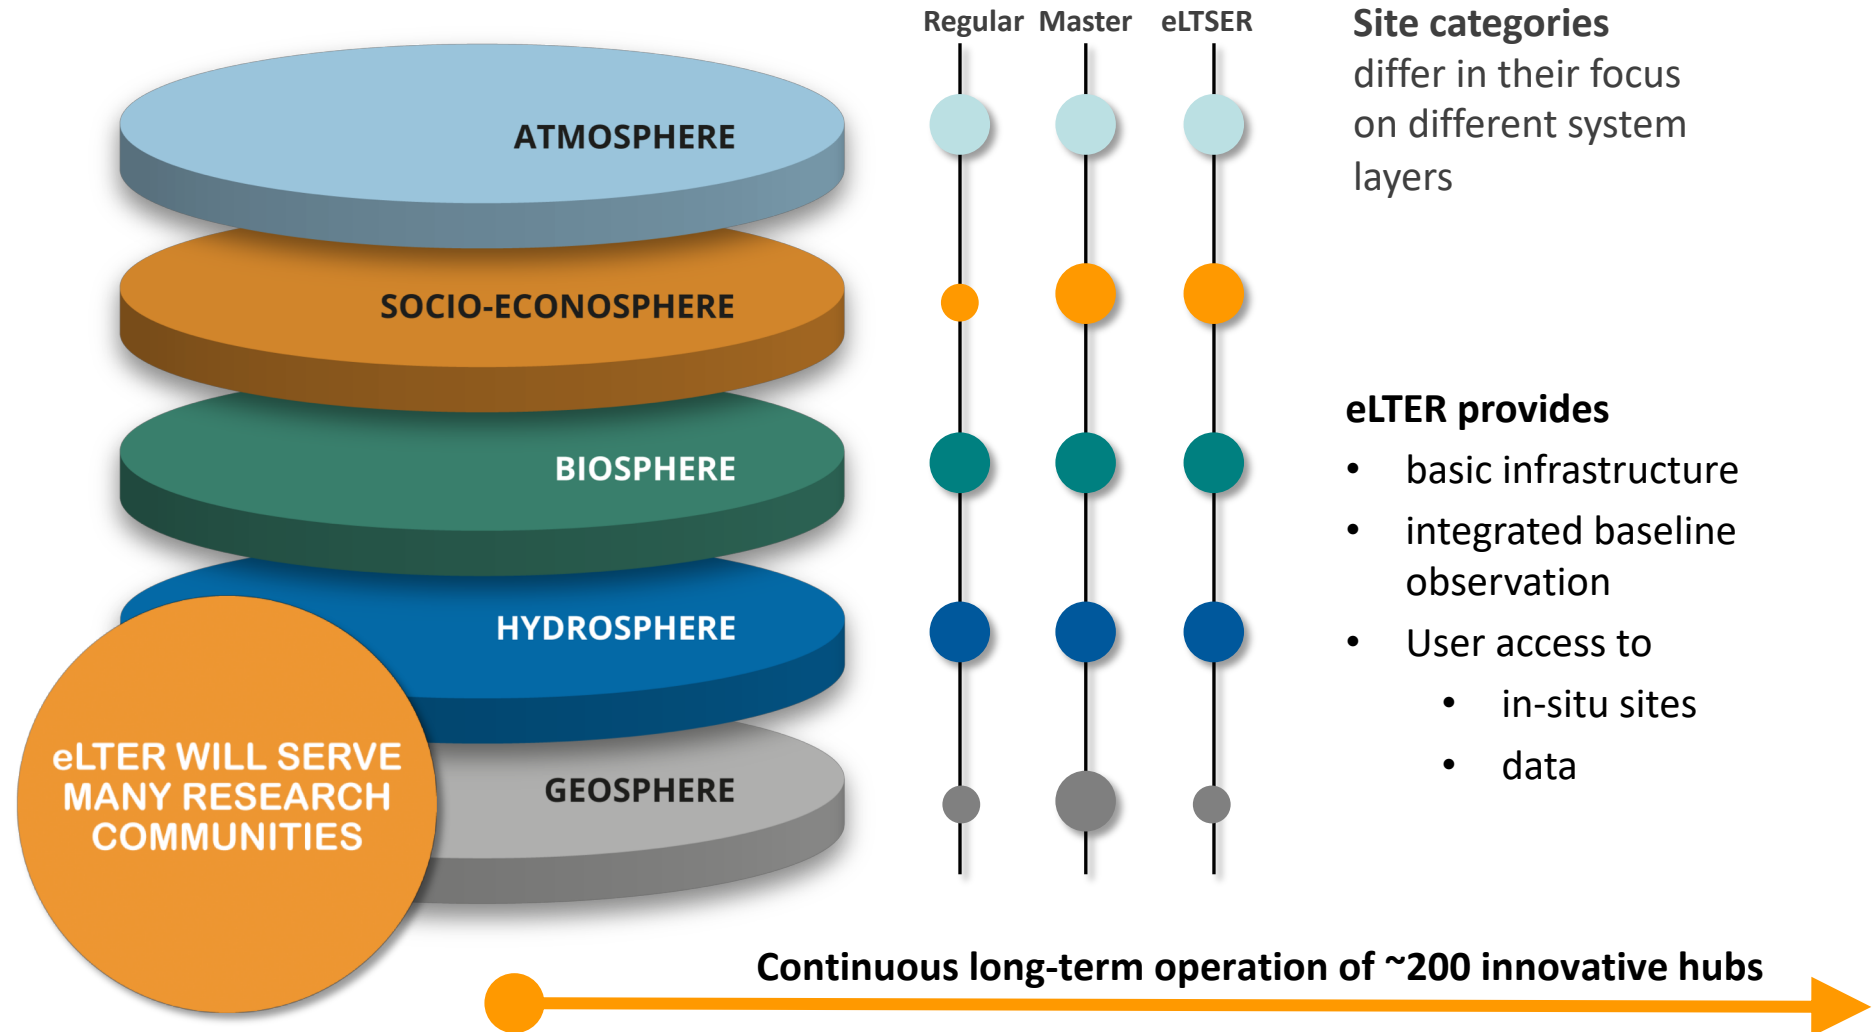 Regular Master eLTSER
Site categories
differ in their focus
on different system
layers
ATMOSPHERE
SOCIO-ECONOSPHERE
BIOSPHERE
HYDROSPHERE
GEOSPHERE
eLTER WILL SERVE
MANY RESEARCH
COMMUNITIES
eLTER provides
• basic infrastructure
• integrated baseline
observation
• User access to
• in-situ sites
• data
Continuous long-term operation of ~200 innovative hubs